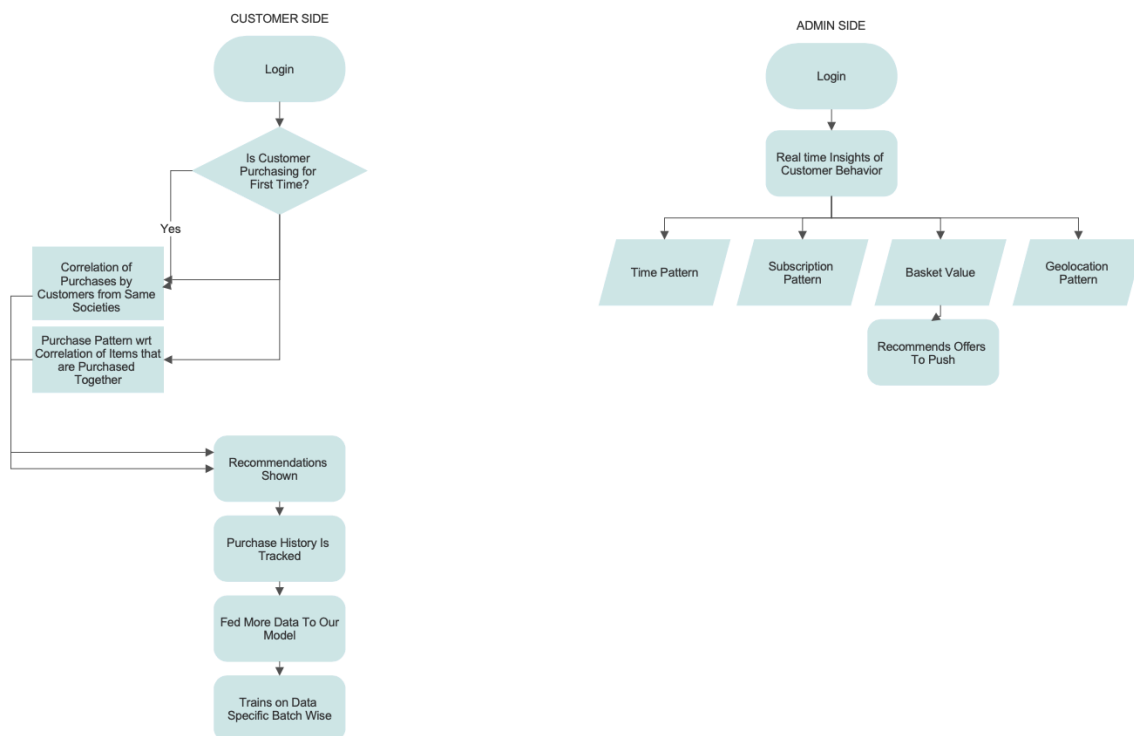 CUSTOMER SIDE
Login
Is Customer
Purchasing for
First Time?
Yes
Correlation of
Purchases by
Customers from Same
Societies
Purchase Pattern wrt
Correlation of Items that
are Purchased
Together
Recommendations
Shown
Purchase History Is
Tracked
Fed More Data To Our
Model
Trains on Data
Specific Batch Wise
ADMIN SIDE
Login
Real time Insights of
Customer Behavior
Time Pattern
Subscription
Pattern
Basket Value
Geolocation
Pattern
Recommends Offers
To Push